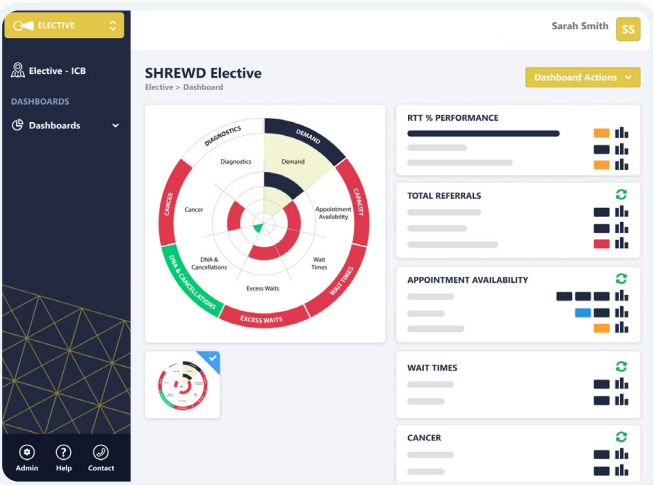 ELECTIVE
Sarah Smith
SS
Elective - ICB
DASHBOARDS
Dashboards
SHREWD Elective
Elective > Dashboard
Dashboard Actions
DIAGNOSTICS
DEMAND
CAPACITY
WAIT TIMES
EXCESS WAITS
DNA & CANCELLATIONS
CANCER
Diagnostics
Demand
Cancer
Appointment
Availability
DNA &
Cancellations
Wait
Times
Excess Waits
RTT % PERFORMANCE
TOTAL REFERRALS
APPOINTMENT AVAILABILITY
WAIT TIMES
CANCER
Admin
Help
Contact